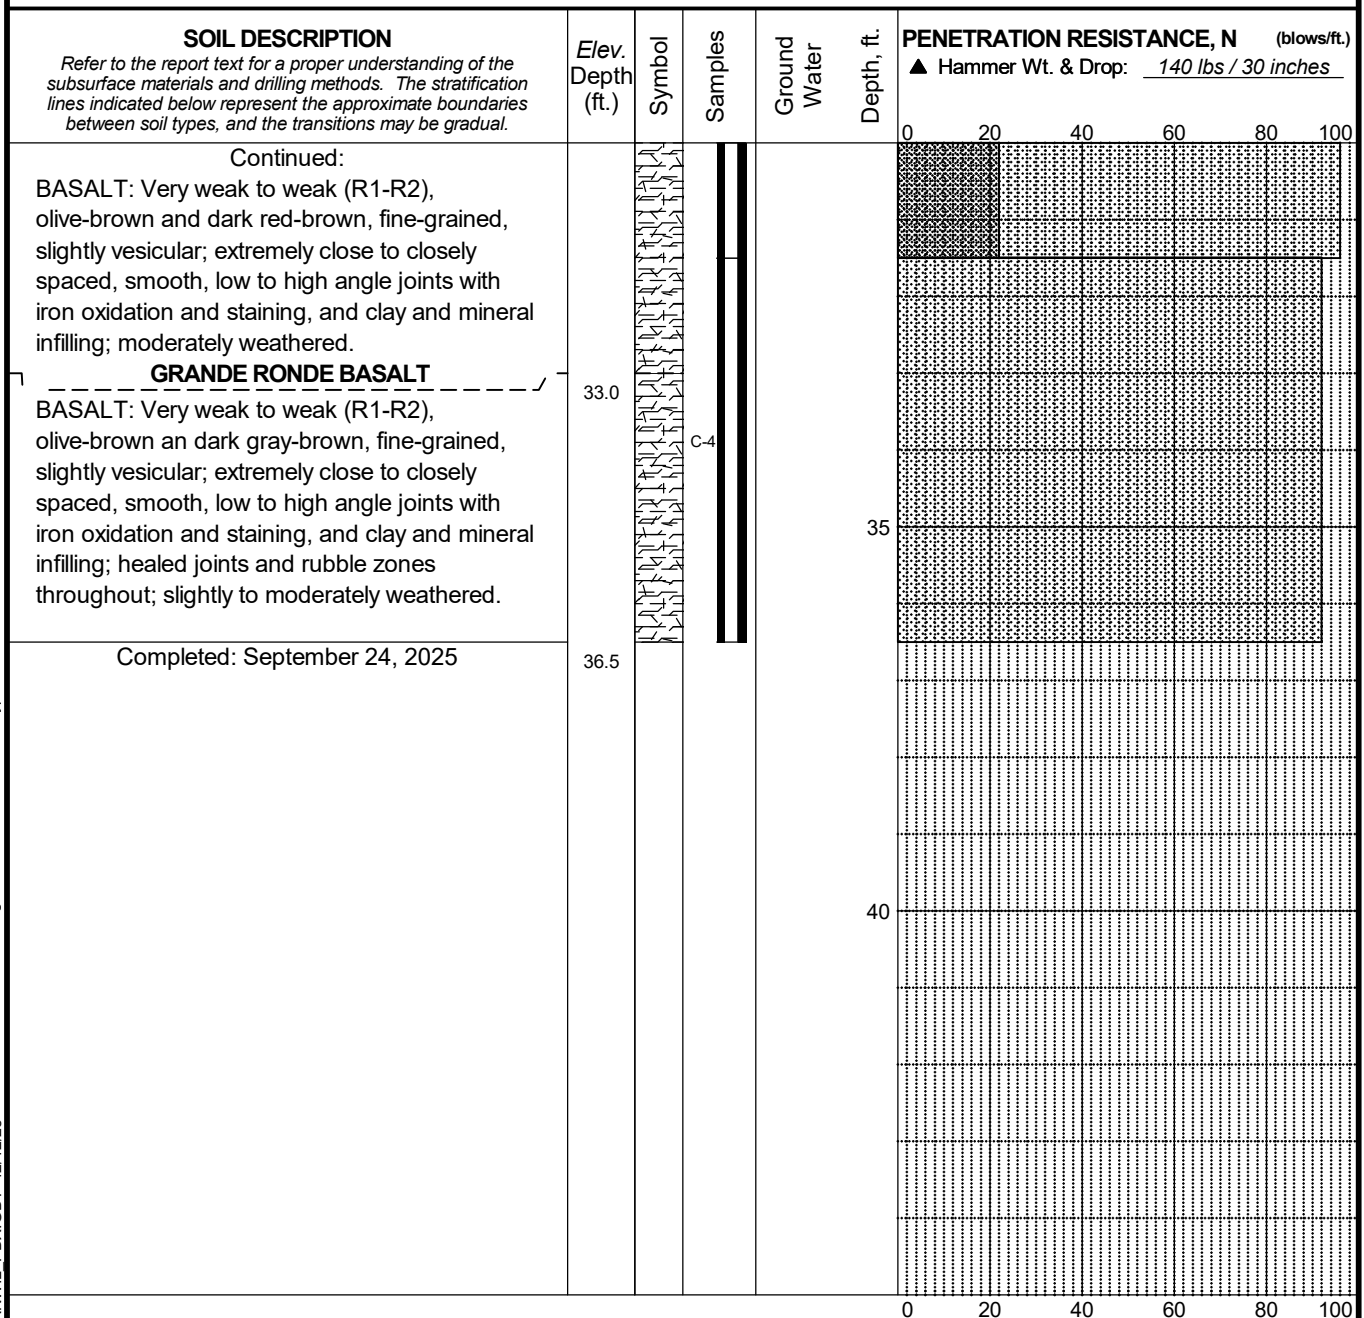 SOIL DESCRIPTION
Refer to the report text for a proper understanding of the
subsurface materials and drilling methods. The stratification
lines indicated below represent the approximate boundaries
between soil types, and the transitions may be gradual.
Elev.
Depth
(ft.)
Symbol
Samples
Ground
Water
Depth, ft.
PENETRATION RESISTANCE, N (blows/ft.)
▲ Hammer Wt. & Drop: 140 lbs / 30 inches
0 20 40 60 80 100
Continued:
BASALT: Very weak to weak (R1-R2),
olive-brown and dark red-brown, fine-grained,
slightly vesicular; extremely close to closely
spaced, smooth, low to high angle joints with
iron oxidation and staining, and clay and mineral
infilling; moderately weathered.
GRANDE RONDE BASALT
33.0
BASALT: Very weak to weak (R1-R2),
olive-brown an dark gray-brown, fine-grained,
slightly vesicular; extremely close to closely
spaced, smooth, low to high angle joints with
iron oxidation and staining, and clay and mineral
infilling; healed joints and rubble zones
throughout; slightly to moderately weathered.
C-4
35
Completed: September 24, 2025
36.5
40
0 20 40 60 80 100